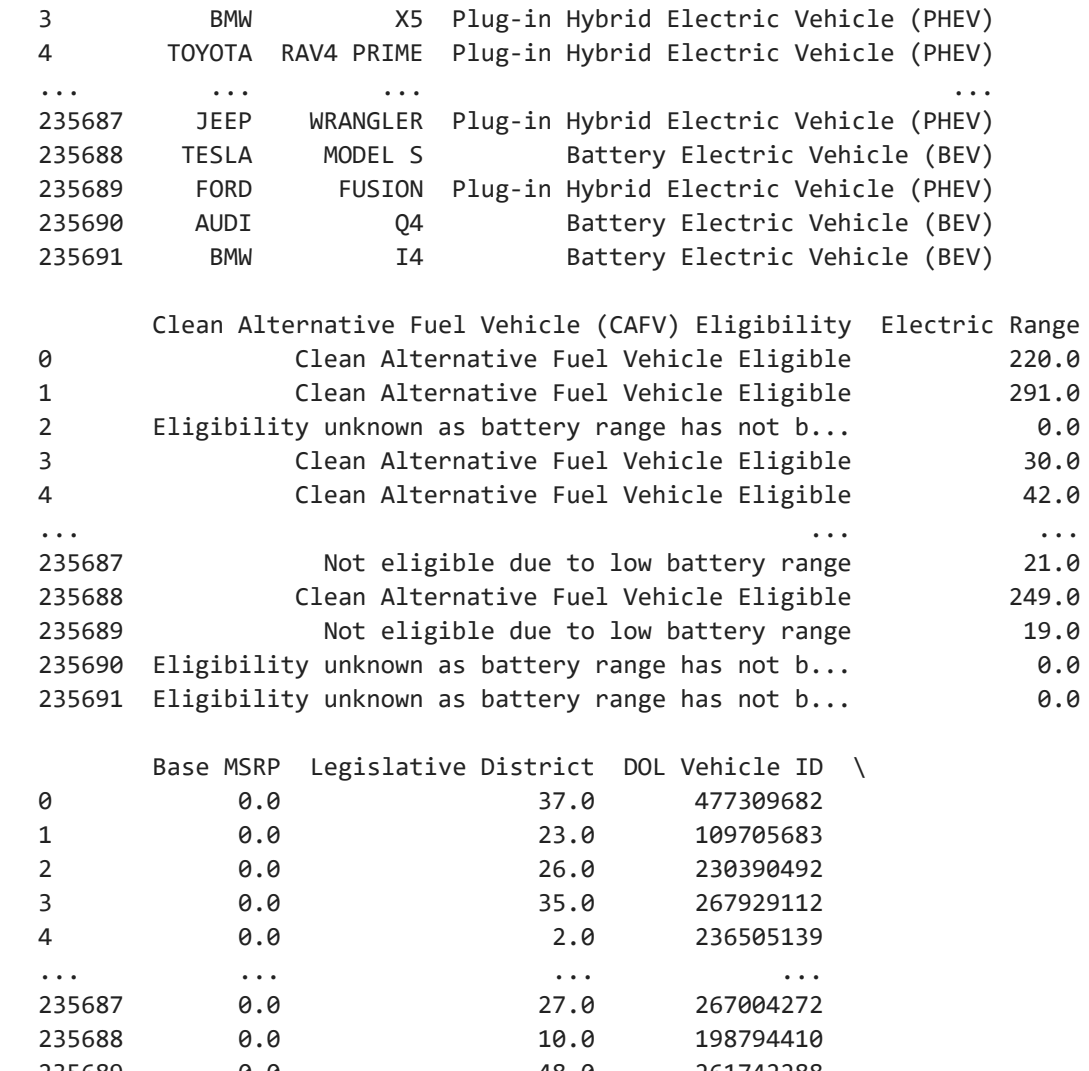 3 BMW X5 Plug-in Hybrid Electric Vehicle (PHEV)
4 TOYOTA RAV4 PRIME Plug-in Hybrid Electric Vehicle (PHEV)
... ... ... ...
235687 JEEP WRANGLER Plug-in Hybrid Electric Vehicle (PHEV)
235688 TESLA MODEL S Battery Electric Vehicle (BEV)
235689 FORD FUSION Plug-in Hybrid Electric Vehicle (PHEV)
235690 AUDI Q4 Battery Electric Vehicle (BEV)
235691 BMW I4 Battery Electric Vehicle (BEV)
Clean Alternative Fuel Vehicle (CAFV) Eligibility Electric Range
0 Clean Alternative Fuel Vehicle Eligible 220.0
1 Clean Alternative Fuel Vehicle Eligible 291.0
2 Eligibility unknown as battery range has not b... 0.0
3 Clean Alternative Fuel Vehicle Eligible 30.0
4 Clean Alternative Fuel Vehicle Eligible 42.0
... ... ...
235687 Not eligible due to low battery range 21.0
235688 Clean Alternative Fuel Vehicle Eligible 249.0
235689 Not eligible due to low battery range 19.0
235690 Eligibility unknown as battery range has not b... 0.0
235691 Eligibility unknown as battery range has not b... 0.0
Base MSRP Legislative District DOL Vehicle ID \
0 0.0 37.0 477309682
1 0.0 23.0 109705683
2 0.0 26.0 230390492
3 0.0 35.0 267929112
4 0.0 2.0 236505139
... ... ... ...
235687 0.0 27.0 267004272
235688 0.0 10.0 198794410